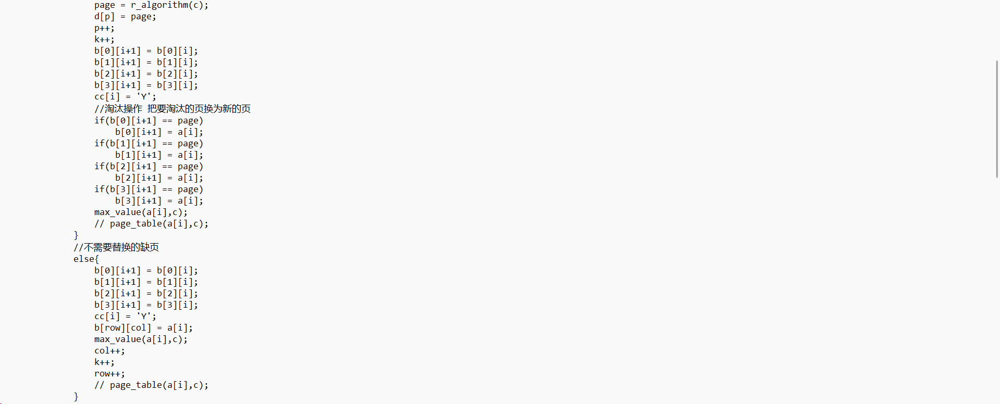 page = r_algorithm(c);
d[p] = page;
p++;
k++;
b[0][i+1] = b[0][i];
b[1][i+1] = b[1][i];
b[2][i+1] = b[2][i];
b[3][i+1] = b[3][i];
cc[i] = 'Y';
//淘汰操作 把要淘汰的页换为新的页
if(b[0][i+1] == page)
    b[0][i+1] = a[i];
if(b[1][i+1] == page)
    b[1][i+1] = a[i];
if(b[2][i+1] == page)
    b[2][i+1] = a[i];
if(b[3][i+1] == page)
    b[3][i+1] = a[i];
max_value(a[i],c);
// page_table(a[i],c);
}
//不需要替换的缺页
else{
b[0][i+1] = b[0][i];
b[1][i+1] = b[1][i];
b[2][i+1] = b[2][i];
b[3][i+1] = b[3][i];
cc[i] = 'Y';
b[row][col] = a[i];
max_value(a[i],c);
col++;
k++;
row++;
// page_table(a[i],c);
}